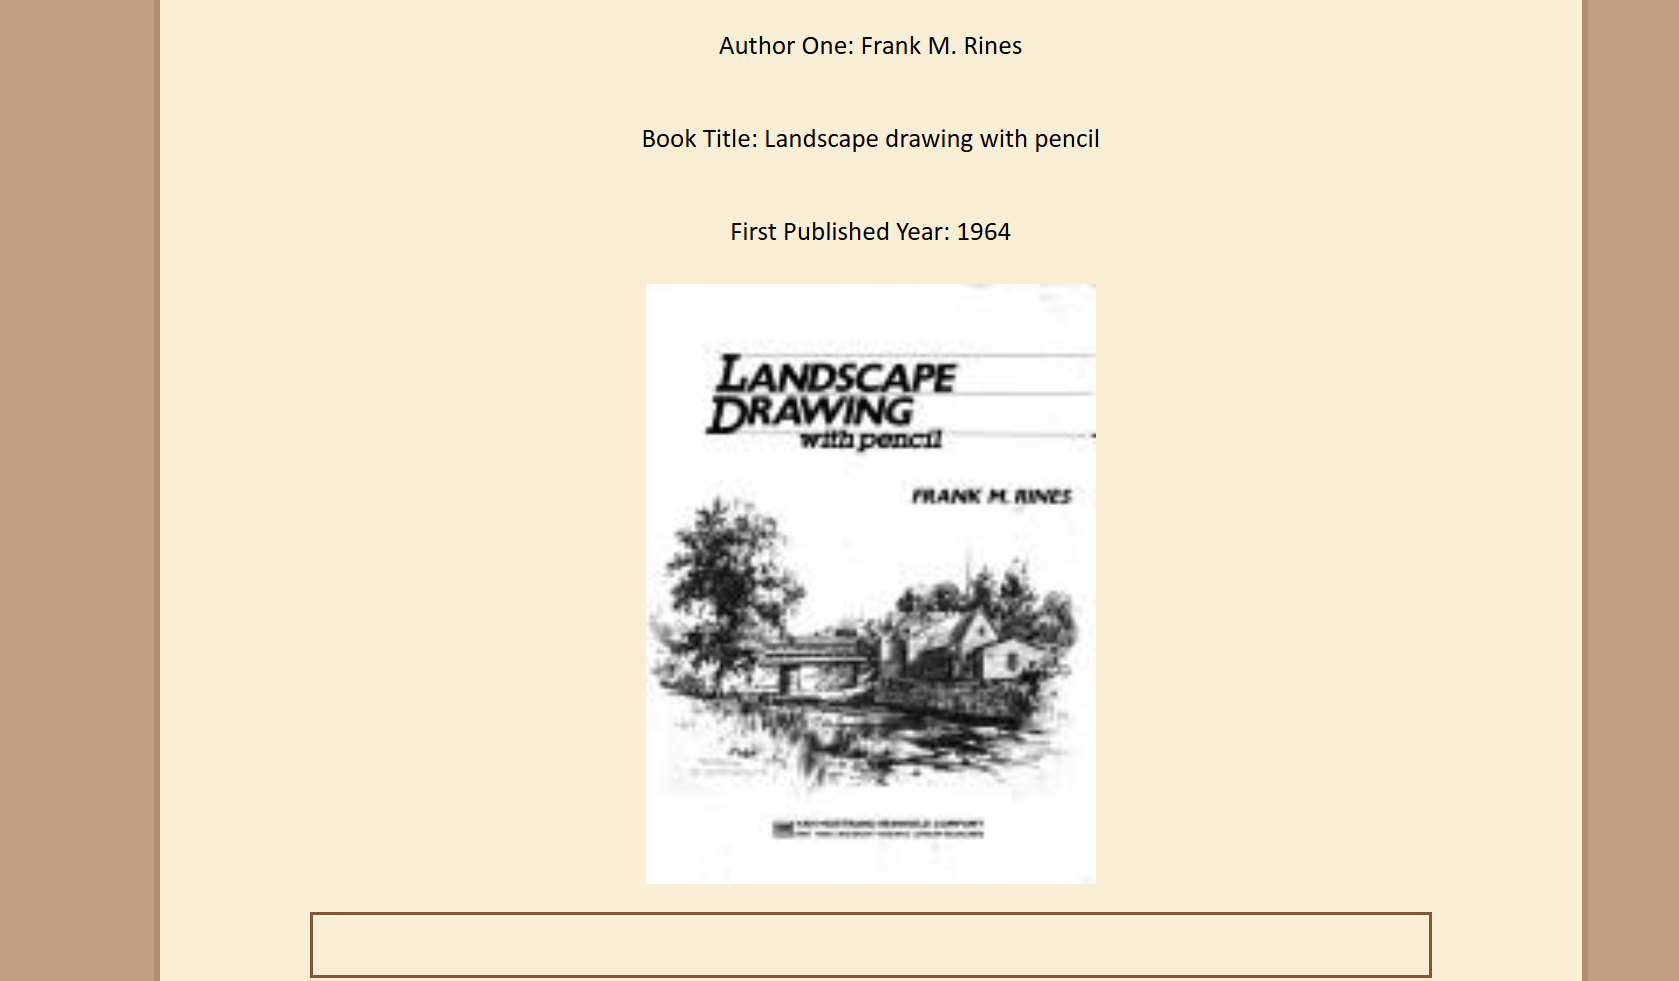 Author One: Frank M. Rines
Book Title: Landscape drawing with pencil
First Published Year: 1964
LANDSCAPE
DRAWING
with pencil
FRANK M. RINES